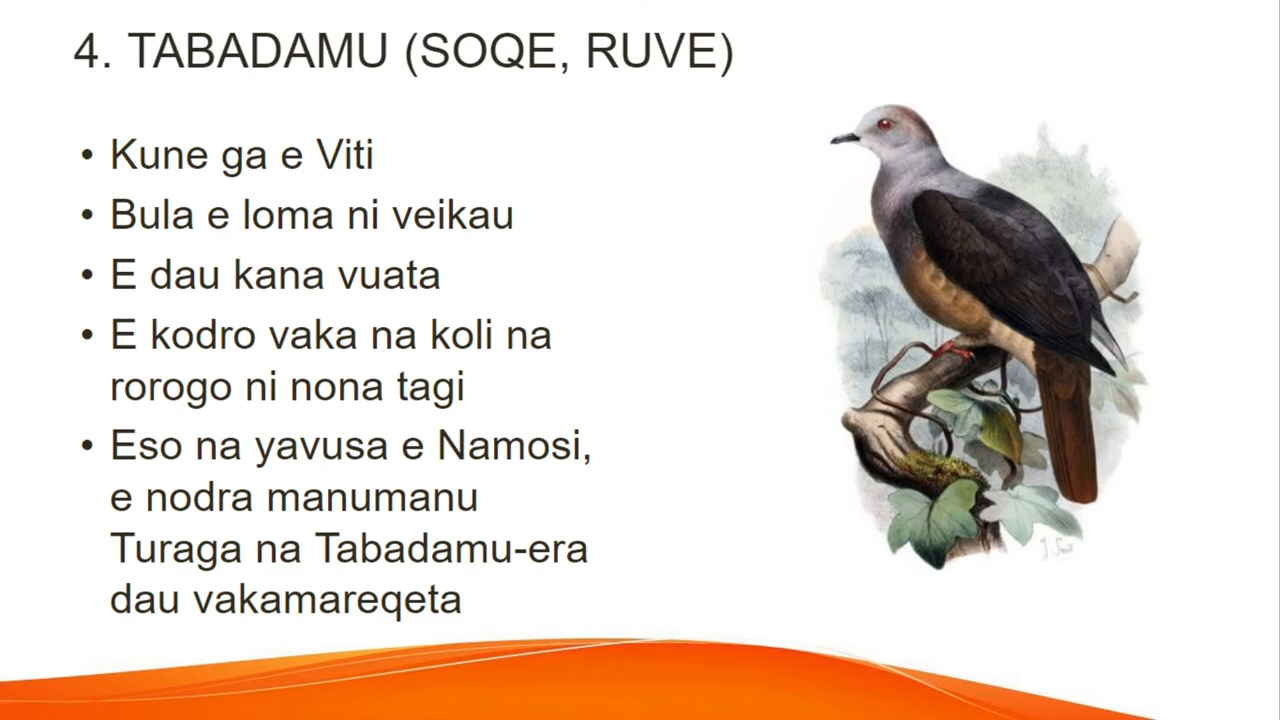 4. TABADAMU (SOQE, RUVE)
• Kune ga e Viti
• Bula e loma ni veikau
• E dau kana vuata
• E kodro vaka na koli na
rorogo ni nona tagi
• Eso na yavusa e Namosi,
e nodra manumanu
Turaga na Tabadamu-era
dau vakamareqeta